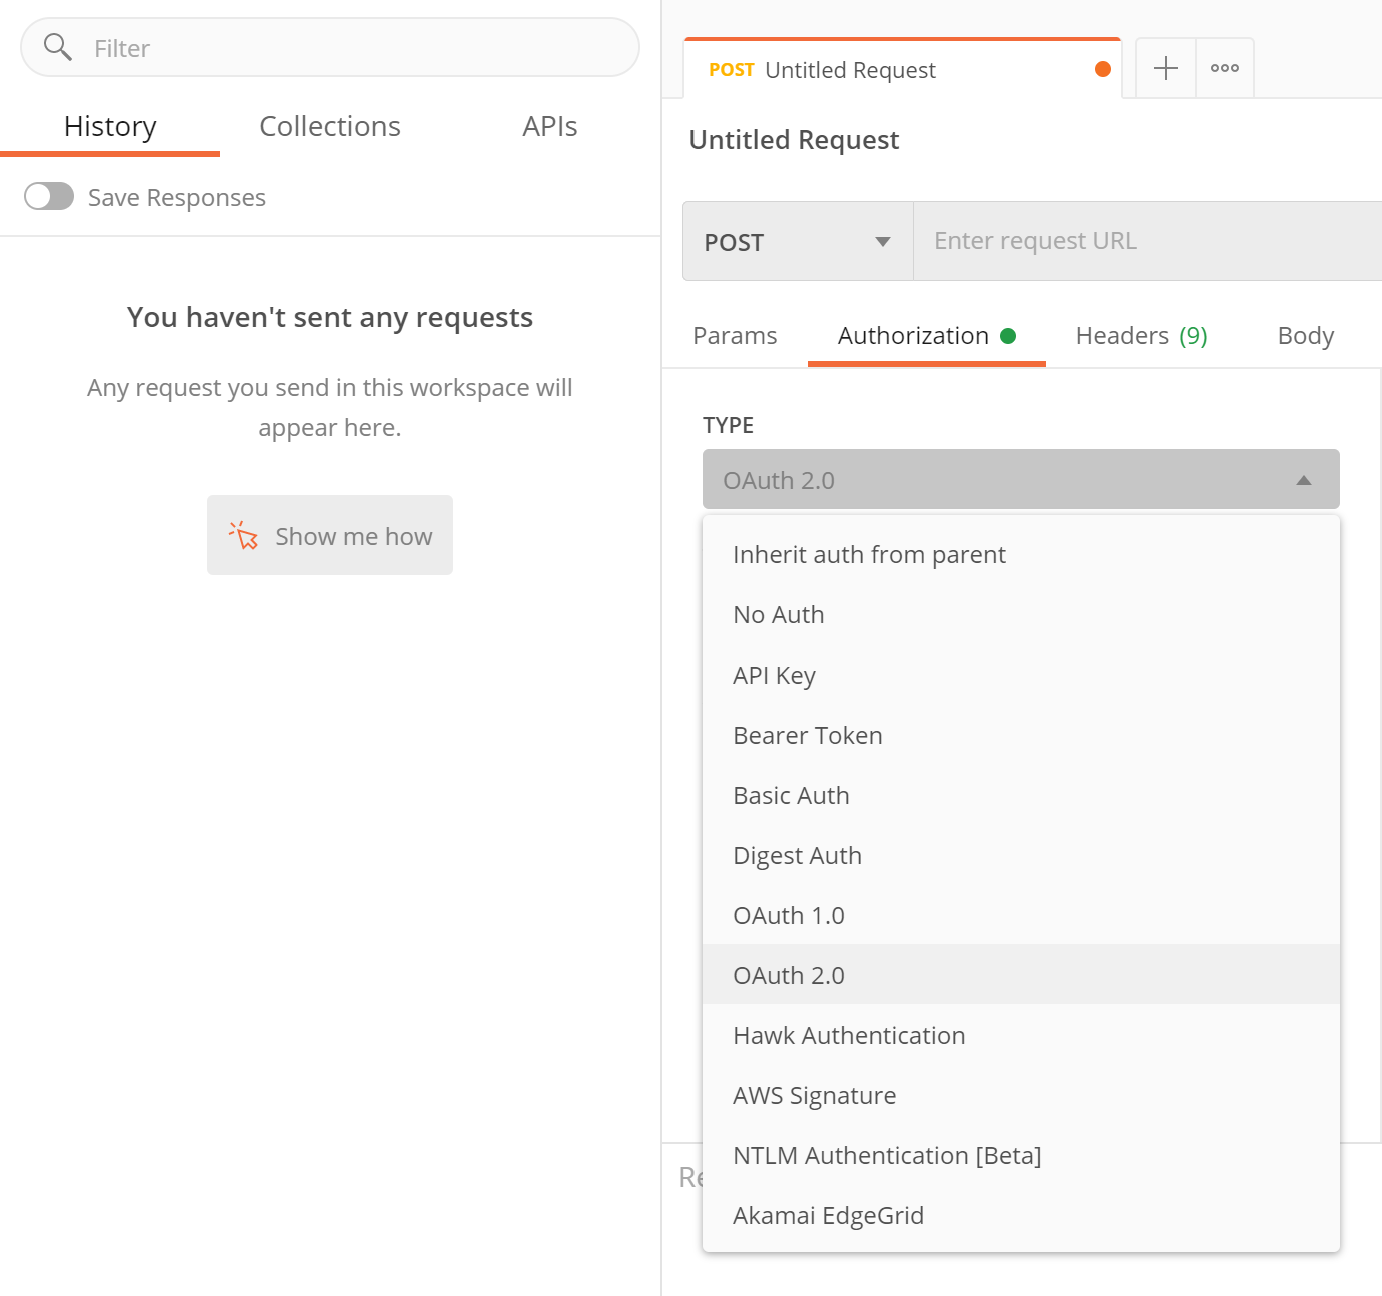 Filter
History Collections APIs
Save Responses
You haven't sent any requests
Any request you send in this workspace will
appear here.
Show me how
POST Untitled Request
Untitled Request
POST Enter request URL
Params Authorization Headers (9) Body
TYPE
OAuth 2.0
Inherit auth from parent
No Auth
API Key
Bearer Token
Basic Auth
Digest Auth
OAuth 1.0
OAuth 2.0
Hawk Authentication
AWS Signature
NTLM Authentication [Beta]
Akamai EdgeGrid